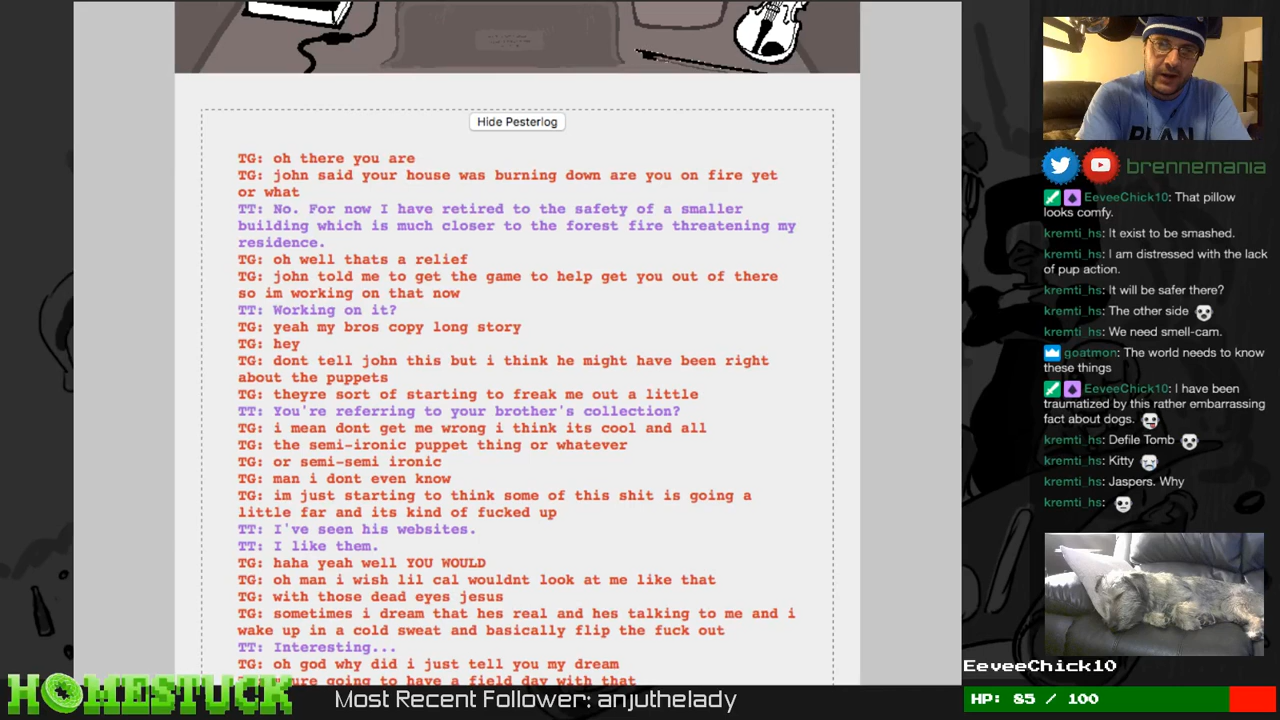 Hide Pesterlog
TG: oh there you are
TG: john said your house was burning down are you on fire yet
or what
TT: No. For now I have retired to the safety of a smaller
building which is much closer to the forest fire threatening my
residence.
TG: oh well thats a relief
TG: john told me to get the game to help get you out of there
so im working on that now
TT: Working on it?
TG: yeah my bros copy long story
TG: hey
TG: dont tell john this but i think he might have been right
about the puppets
TG: theyre sort of starting to freak me out a little
TT: You're referring to your brother's collection?
TG: i mean dont get me wrong i think its cool and all
TG: the semi-ironic puppet thing or whatever
TG: or semi-semi ironic
TG: man i dont even know
TG: im just starting to think some of this shit is going a
little far and its kind of fucked up
TT: I've seen his websites.
TT: I like them.
TG: haha yeah well YOU WOULD
TG: oh man i wish lil cal wouldnt look at me like that
TG: with those dead eyes jesus
TG: sometimes i dream that hes real and hes talking to me and i
wake up in a cold sweat and basically flip the fuck out
TT: Interesting...
TG: oh god why did i just tell you my dream
going to have a field day with that
PLAN
brennemania
EeveeChick10: That pillow
looks comfy.
kremti_hs: It exist to be smashed.
kremti_hs: I am distressed with the lack
of pup action.
kremti_hs: It will be safer there?
kremti_hs: The other side
kremti_hs: We need smell-cam.
goatmon: The world needs to know
these things
EeveeChick10: I have been
traumatized by this rather embarrassing
fact about dogs.
kremti_hs: Defile Tomb
kremti_hs: Kitty
kremti_hs: Jaspers. Why
kremti_hs:
EeveeChick10
HP: 85 / 100
HOMESTUCK
Most Recent Follower: anjuthelady